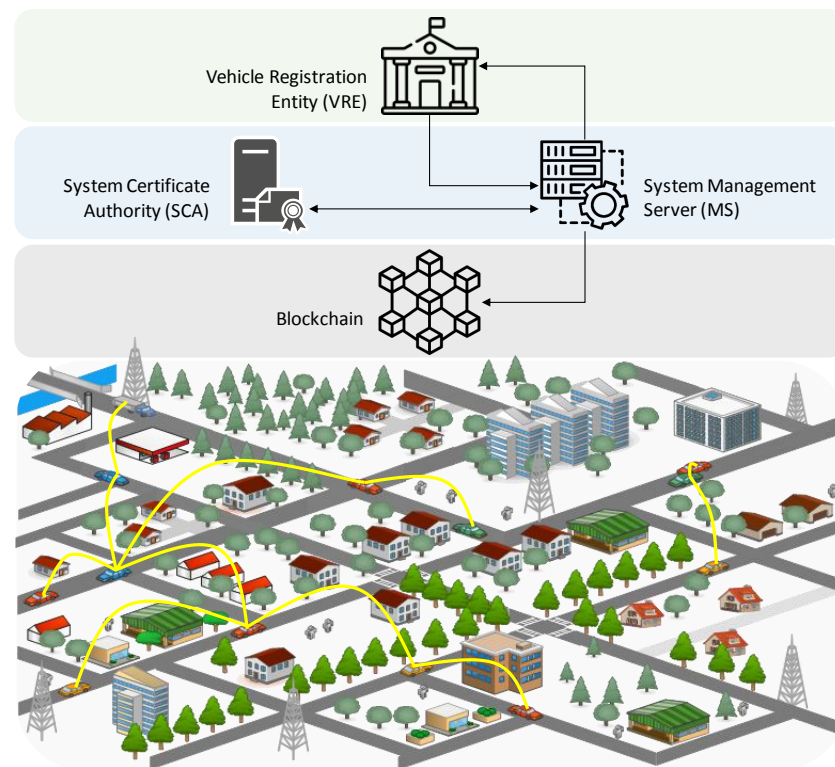 Vehicle Registration
Entity (VRE)
System Certificate
Authority (SCA)
System Management
Server (MS)
Blockchain